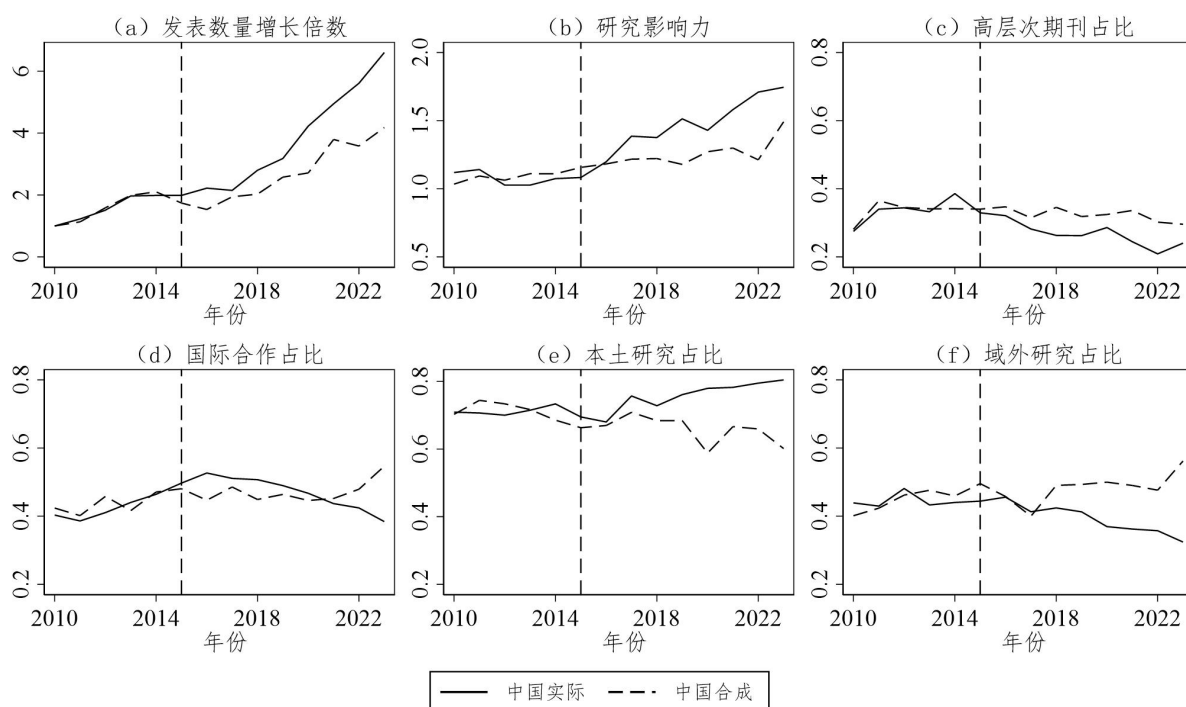 （a）发表数量增长倍数
0 2 4 6
2010 2014 2018 2022
年份
（b）研究影响力
0.5 1.0 1.5 2.0
2010 2014 2018 2022
年份
（c）高层次期刊占比
0.2 0.4 0.6 0.8
2010 2014 2018 2022
年份
（d）国际合作占比
0.2 0.4 0.6 0.8
2010 2014 2018 2022
年份
（e）本土研究占比
0.2 0.4 0.6 0.8
2010 2014 2018 2022
年份
（f）域外研究占比
0.2 0.4 0.6 0.8
2010 2014 2018 2022
年份
中国实际 中国合成